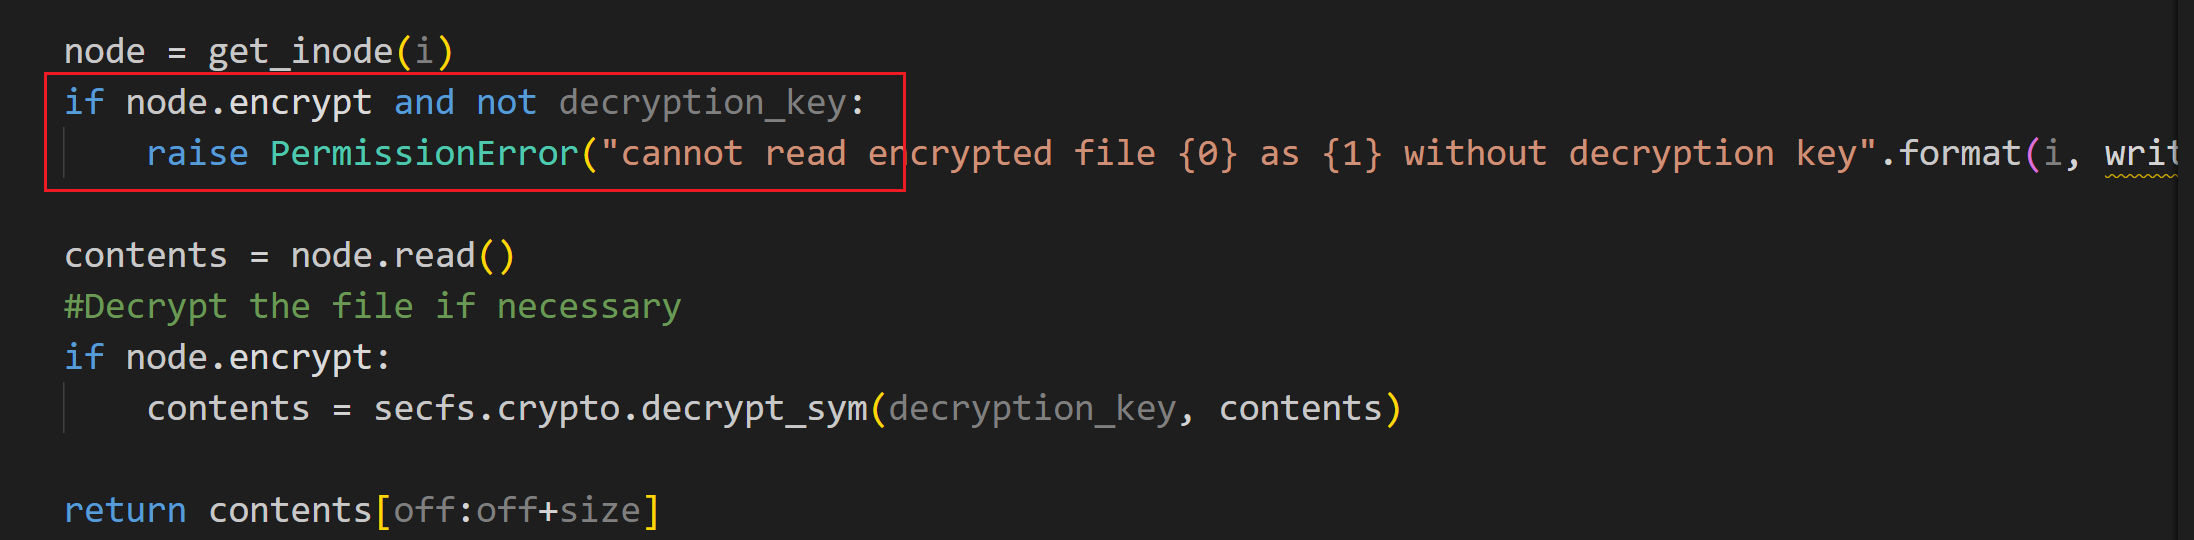 node = get_inode(i)
if node.encrypt and not decryption_key:
raise PermissionError("cannot read encrypted file {0} as {1} without decryption key".format(i, writ
contents = node.read()
#Decrypt the file if necessary
if node.encrypt:
contents = secfs.crypto.decrypt_sym(decryption_key, contents)
return contents[off:off+size]